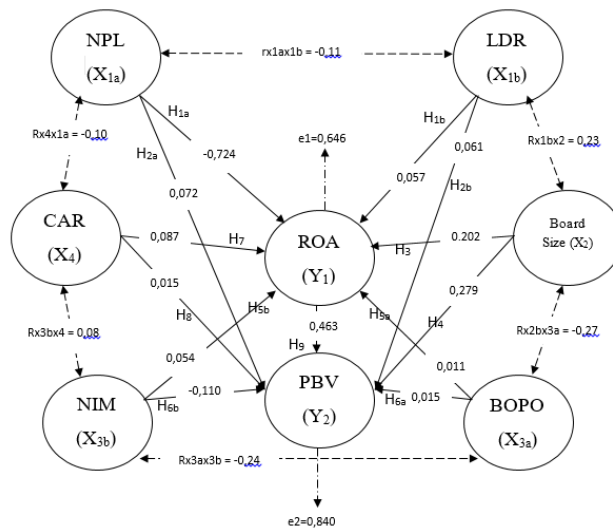 NPL
(X1a)
rx1ax1b = -0,11
LDR
(X1b)
H1a
H1b
e1=0,646
Rx4x1a = -0,10
H2a
-0,724
0,061
Rx1bx2 = 0,23
0,072
0,057
H2b
CAR
(X4)
0,087
H7
ROA
(Y1)
H3
0.202
Board
Size (X2)
0,015
0,279
H8
H5b
H5a
H4
Rx3bx4 = 0,08
0,463
Rx2bx3a = -0,27
0,054
H9
0,011
NIM
(X3b)
H6b
-0,110
PBV
(Y2)
H6a
0,015
BOPO
(X3a)
Rx3ax3b = -0,24
e2=0,840